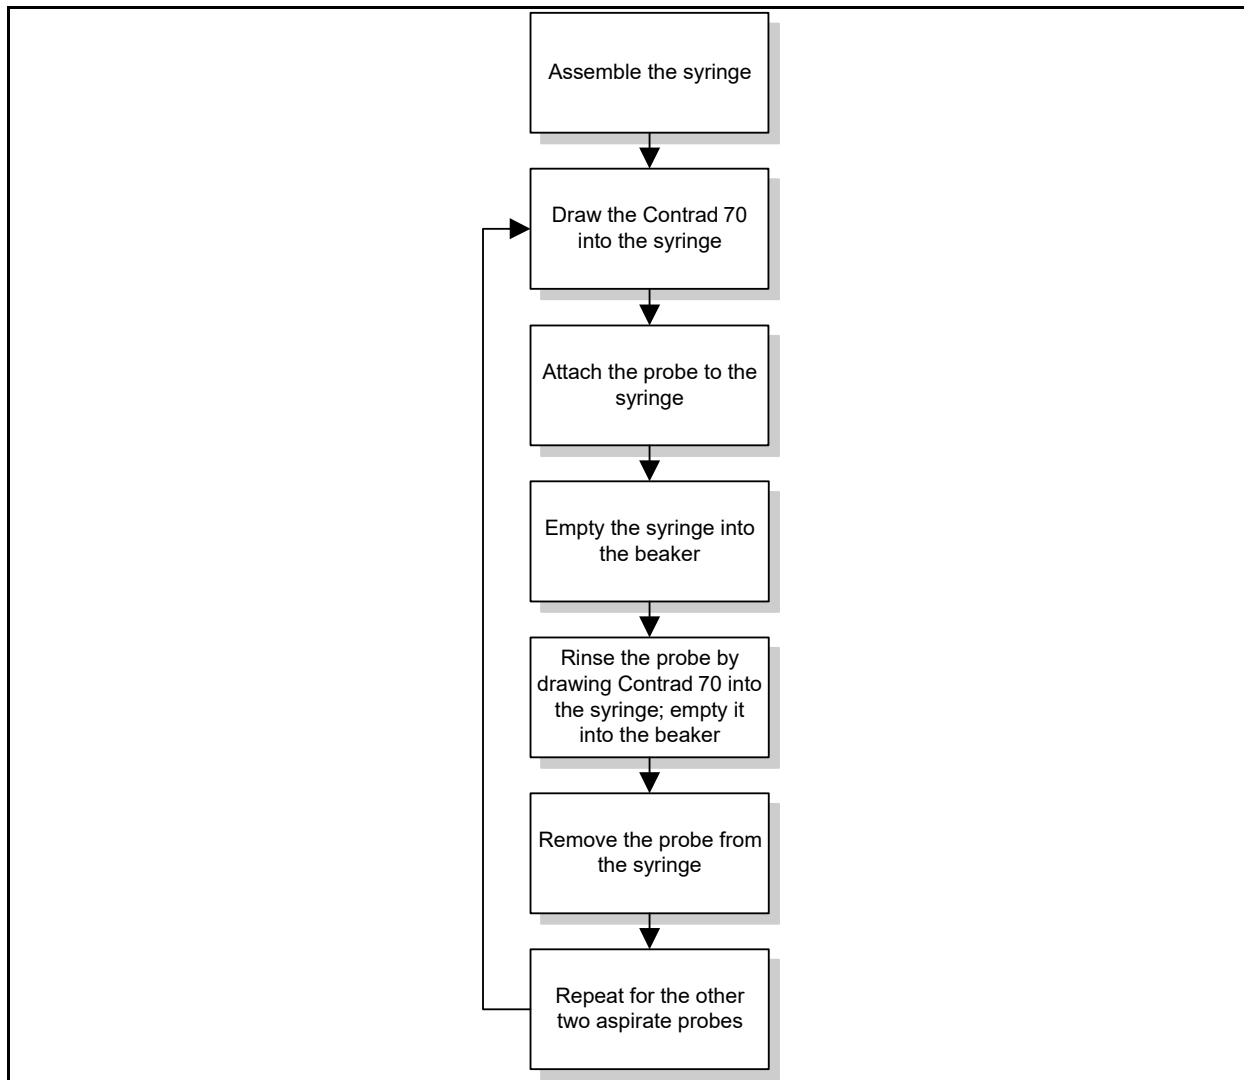 Assemble the syringe
Draw the Contrad 70
into the syringe
Attach the probe to the
syringe
Empty the syringe into
the beaker
Rinse the probe by
drawing Contrad 70 into
the syringe; empty it
into the beaker
Remove the probe from
the syringe
Repeat for the other
two aspirate probes